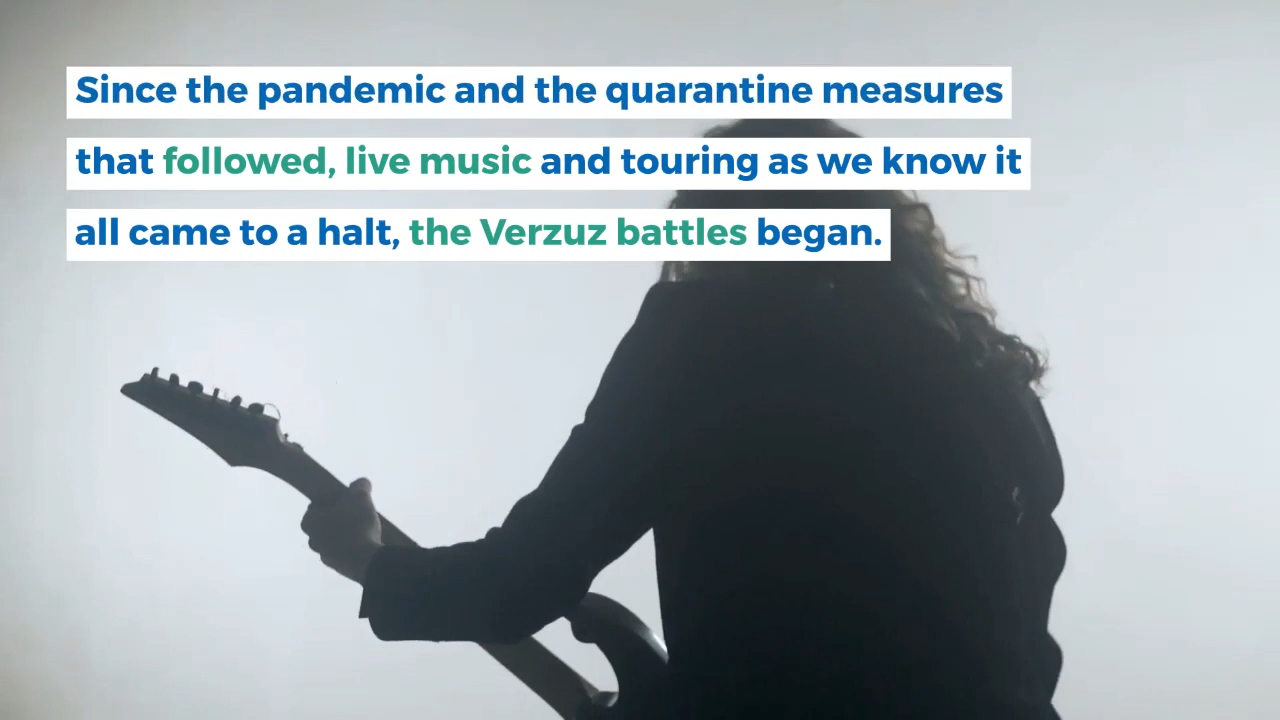 Since the pandemic and the quarantine measures
that followed, live music and touring as we know it
all came to a halt, the Verzuz battles began.